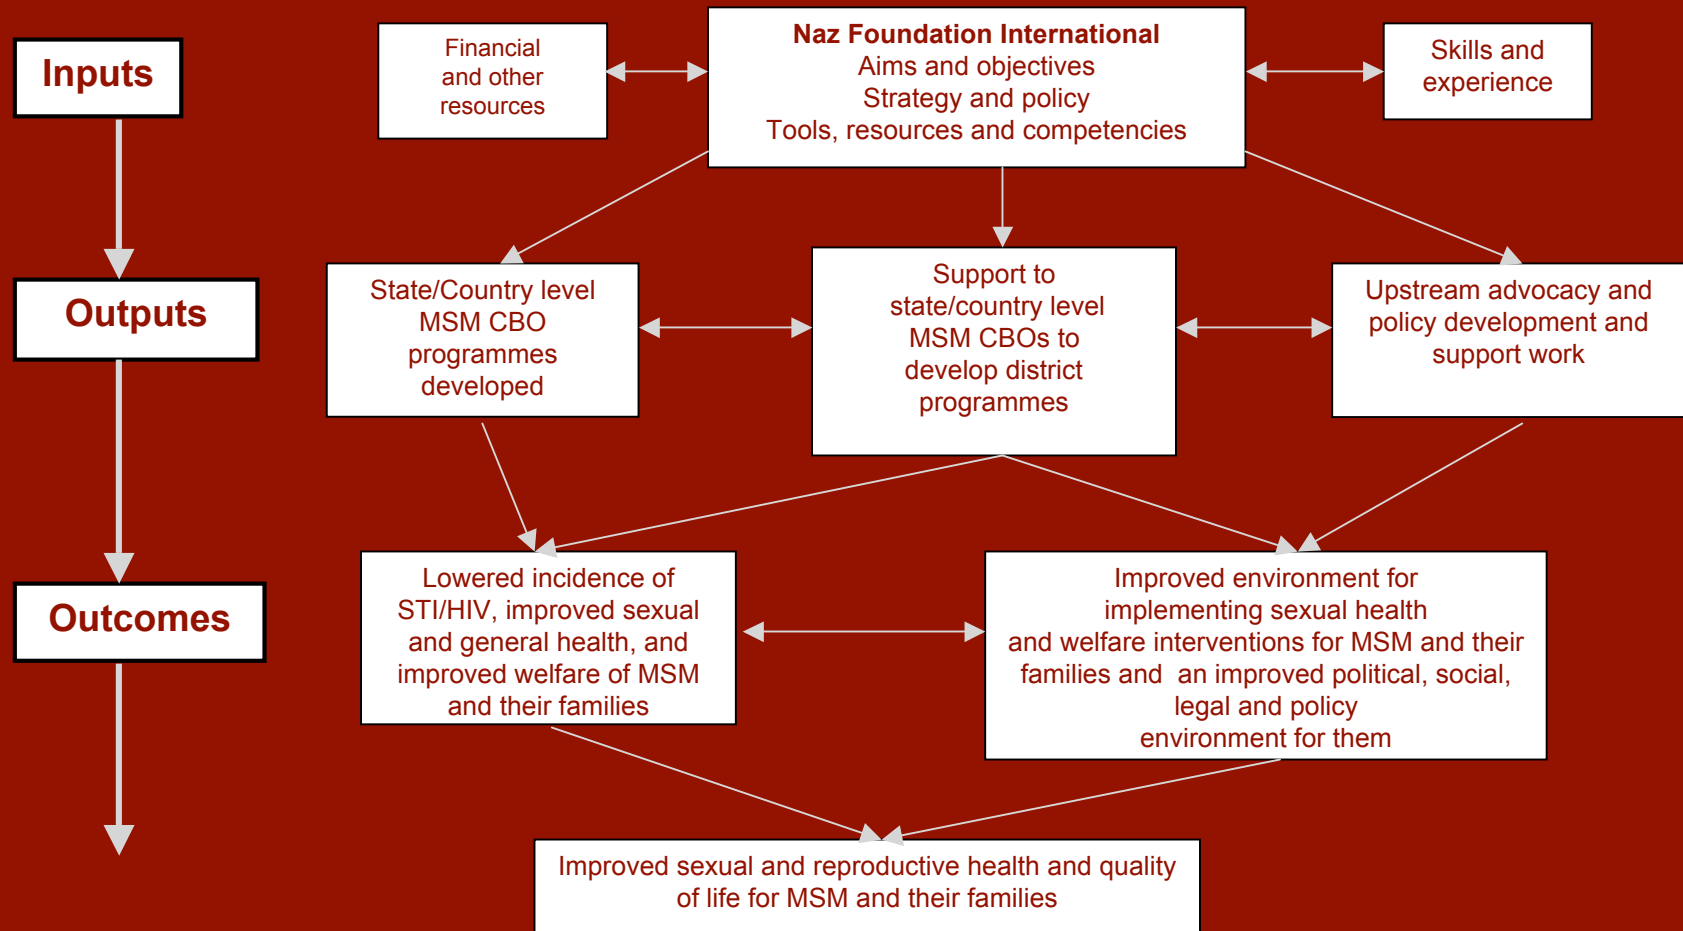 Inputs
Financial
and other
resources
Naz Foundation International
Aims and objectives
Strategy and policy
Tools, resources and competencies
Skills and
experience
Outputs
State/Country level
MSM CBO
programmes
developed
Support to
state/country level
MSM CBOs to
develop district
programmes
Upstream advocacy and
policy development and
support work
Outcomes
Lowered incidence of
STI/HIV, improved sexual
and general health, and
improved welfare of MSM
and their families
Improved environment for
implementing sexual health
and welfare interventions for MSM and their
families and an improved political, social,
legal and policy
environment for them
Improved sexual and reproductive health and quality
of life for MSM and their families